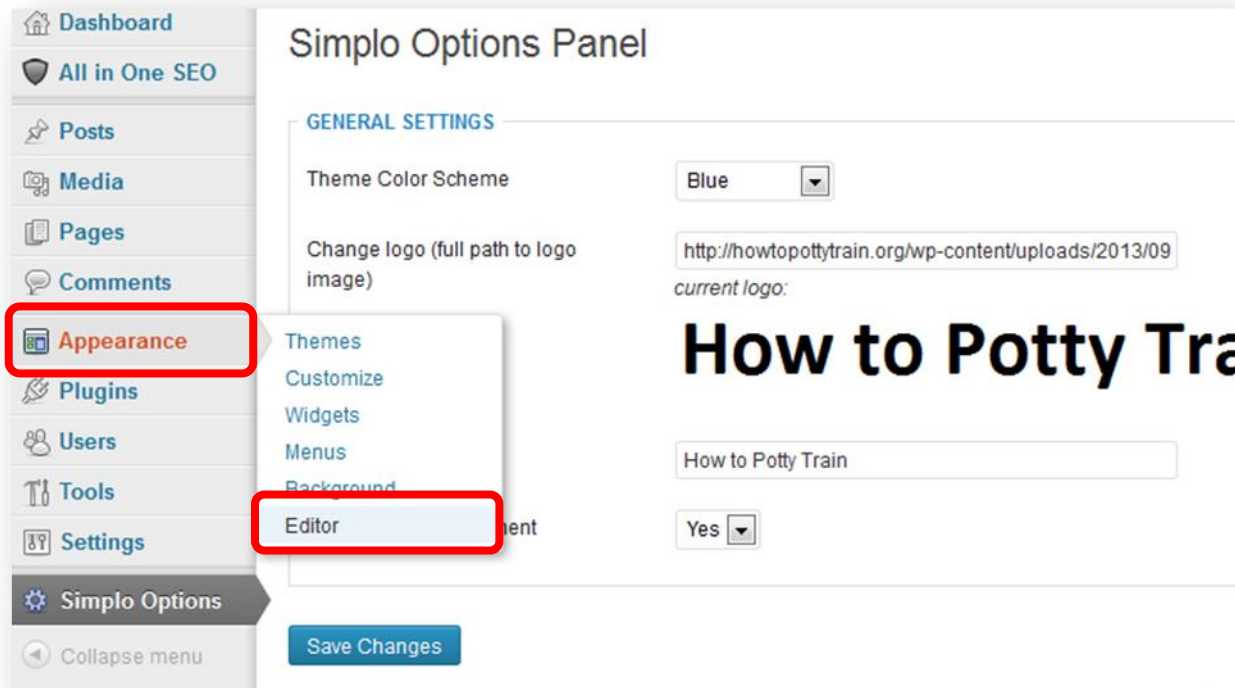 Dashboard
All in One SEO
Posts
Media
Pages
Comments
Appearance
Plugins
Users
Tools
Settings
Simplo Options
Collapse menu
Themes
Customize
Widgets
Menus
Background
Editor
Simplo Options Panel
GENERAL SETTINGS
Theme Color Scheme
Blue
Change logo (full path to logo
image)
http://howtopottytrain.org/wp-content/uploads/2013/09
current logo:
How to Potty Tra
How to Potty Train
Yes
Save Changes